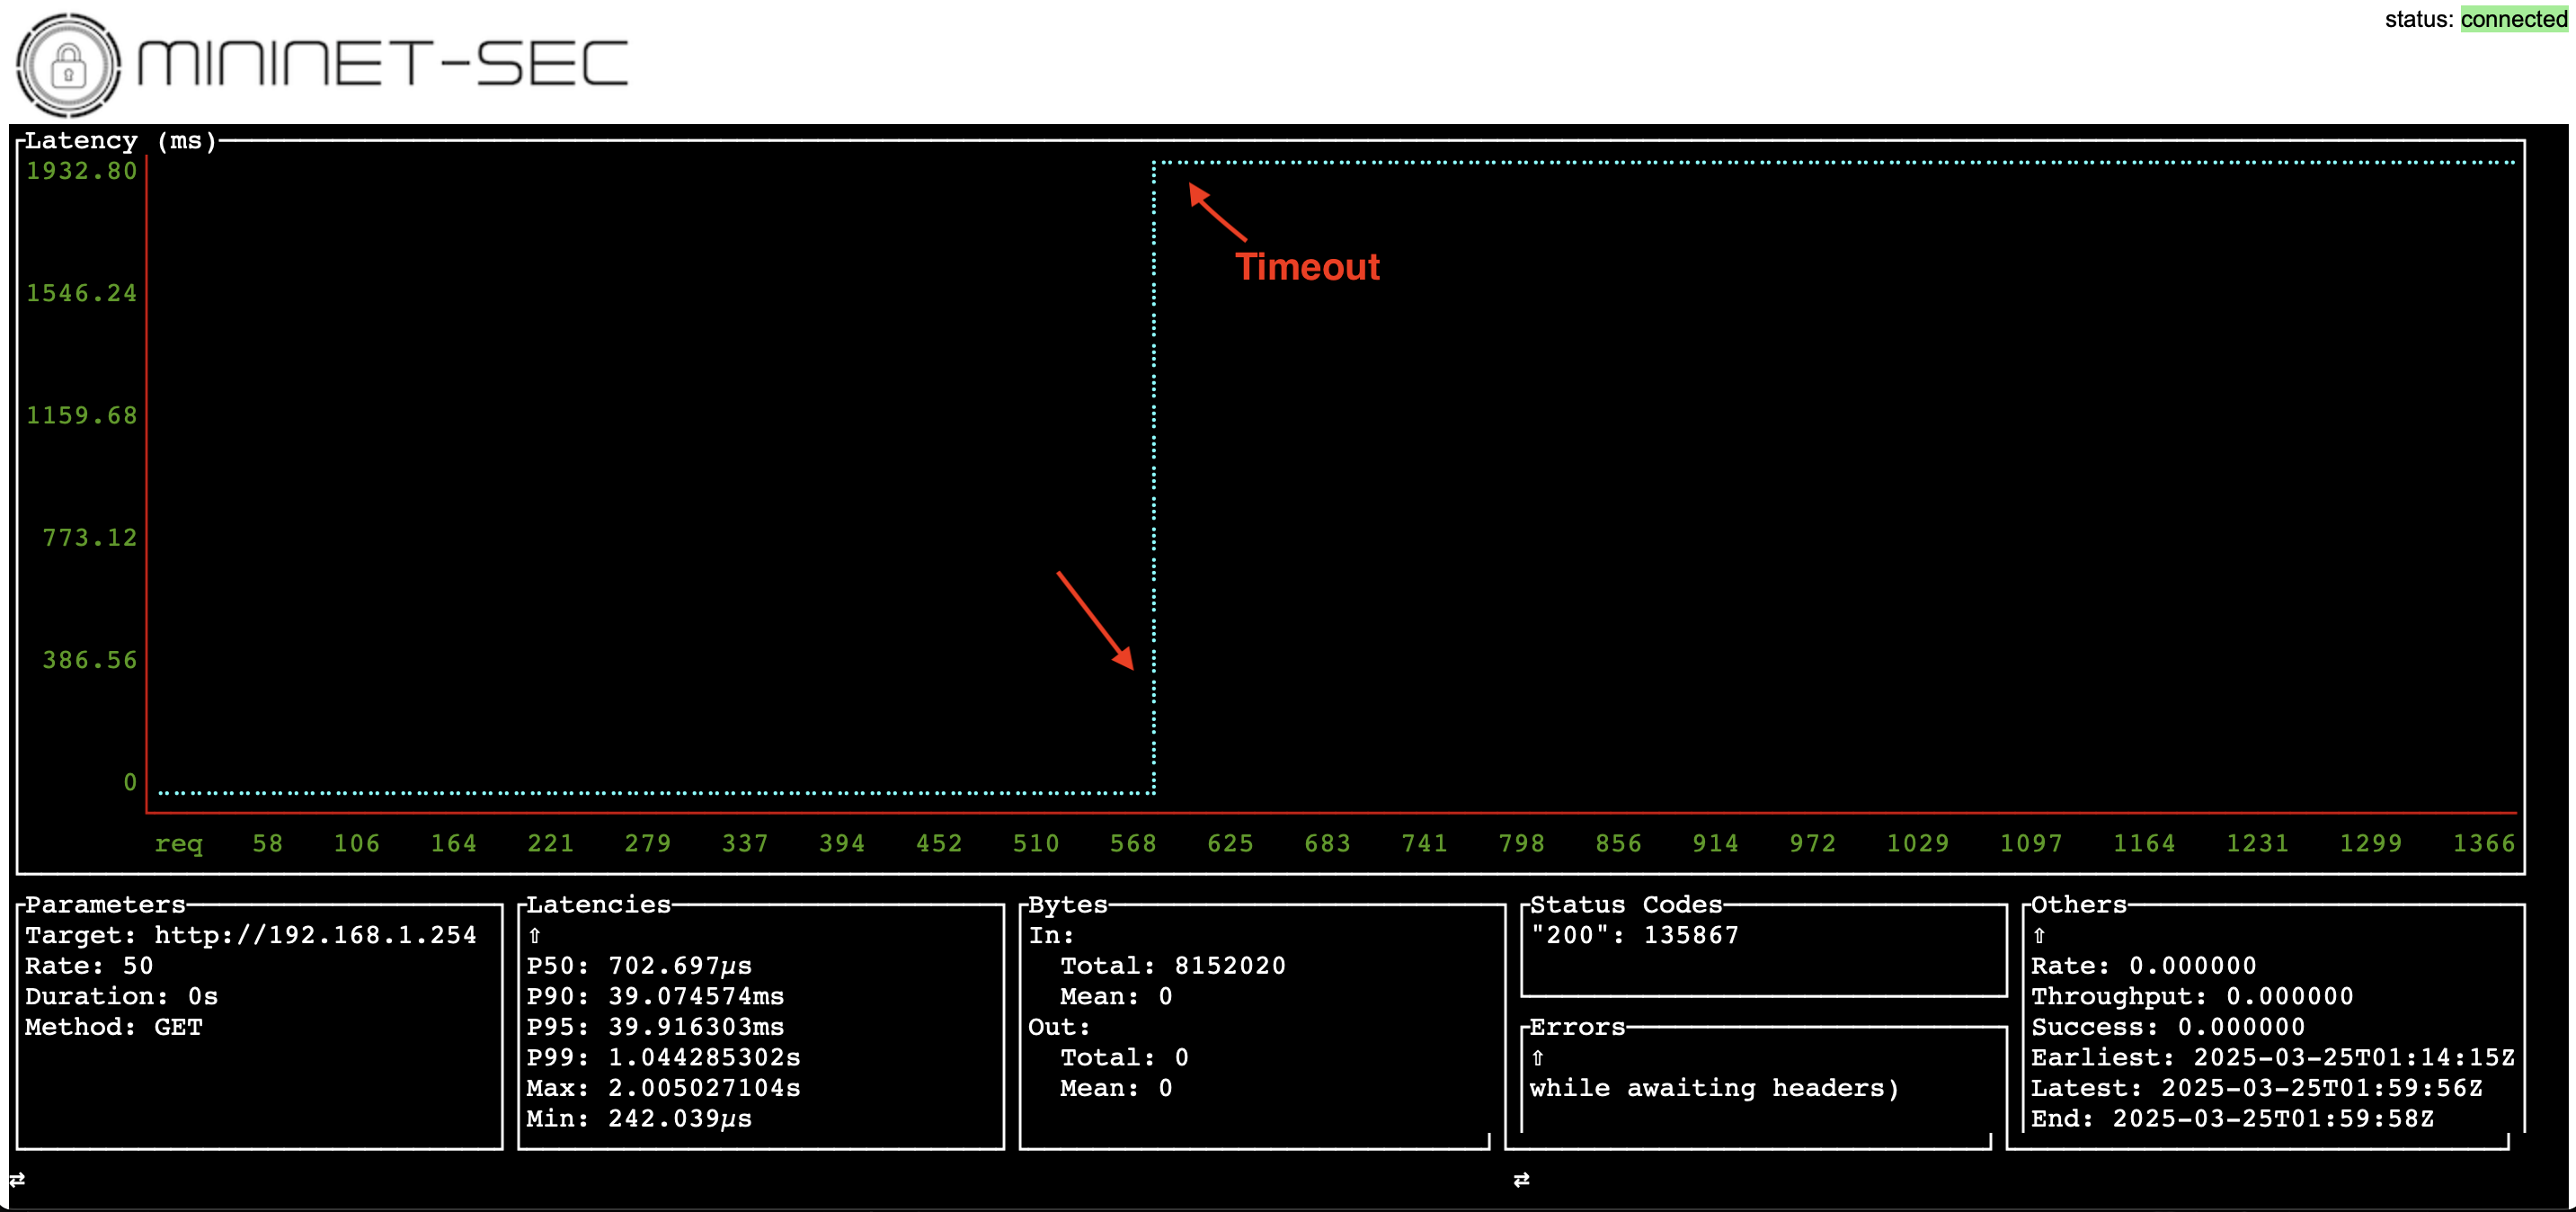 MININET-SEC
status: connected
Latency (ms)
1932.80
1546.24
1159.68
773.12
386.56
0
Timeout
req 58 106 164 221 279 337 394 452 510 568 625 683 741 798 856 914 972 1029 1097 1164 1231 1299 1366
Parameters
Target: http://192.168.1.254
Rate: 50
Duration: 0s
Method: GET
Latencies
⇧
P50: 702.697µs
P90: 39.074574ms
P95: 39.916303ms
P99: 1.044285302s
Max: 2.005027104s
Min: 242.039µs
Bytes
In:
Total: 8152020
Mean: 0
Out:
Total: 0
Mean: 0
Status Codes
"200": 135867
Errors
⇧
while awaiting headers)
Others
⇧
Rate: 0.000000
Throughput: 0.000000
Success: 0.000000
Earliest: 2025-03-25T01:14:15Z
Latest: 2025-03-25T01:59:56Z
End: 2025-03-25T01:59:58Z
⇄ ⇄